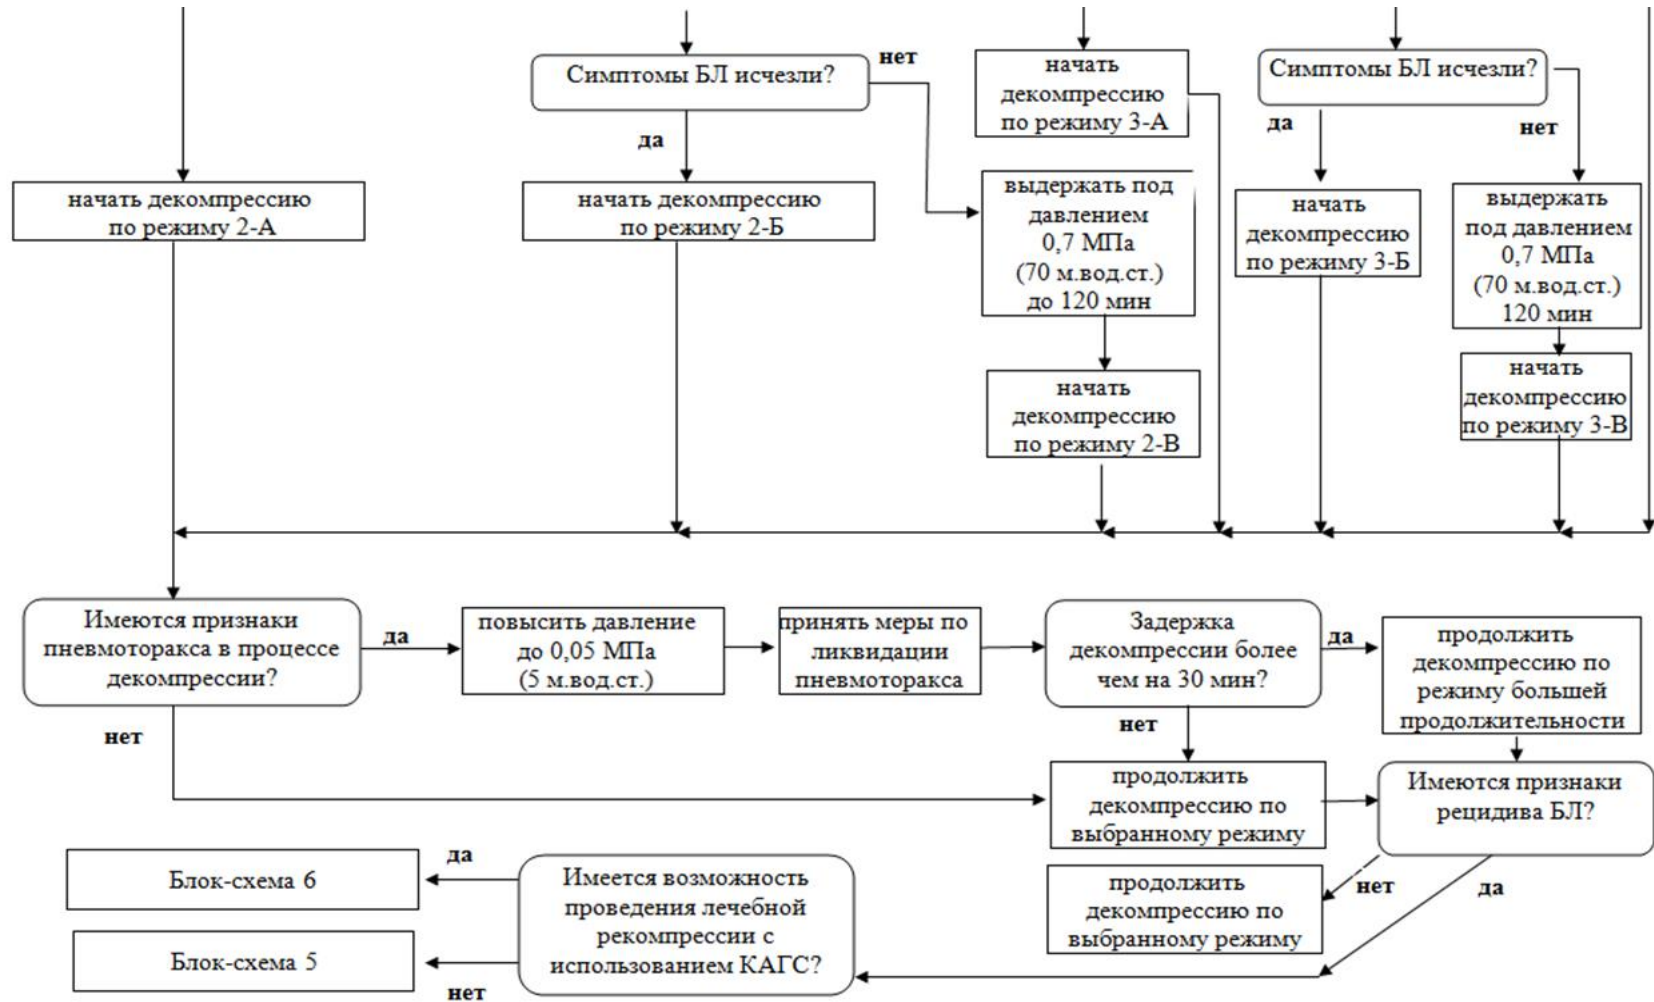 Симптомы БЛ исчезли?
нет
да
начать
декомпрессию
по режиму 3-А
Симптомы БЛ исчезли?
да
нет
начать декомпрессию
по режиму 2-А
начать декомпрессию
по режиму 2-Б
выдержать под
давлением
0,7 МПа
(70 м.вод.ст.)
до 120 мин
начать
декомпрессию
по режиму 3-Б
выдержать
под давлением
0,7 МПа
(70 м.вод.ст.)
120 мин
начать
декомпрессию
по режиму 2-В
начать
декомпрессию
по режиму 3-В
Имеются признаки
пневмоторакса в процессе
декомпрессии?
да
нет
повысить давление
до 0,05 МПа
(5 м.вод.ст.)
принять меры по
ликвидации
пневмоторакса
Задержка
декомпрессии более
чем на 30 мин?
да
нет
продолжить
декомпрессию по
режиму большей
продолжительности
продолжить
декомпрессию по
выбранному режиму
Имеются признаки
рецидива БЛ?
нет
да
продолжить
декомпрессию по
выбранному режиму
Имеется возможность
проведения лечебной
рекомпрессии с
использованием КАГС?
да
Блок-схема 6
Блок-схема 5
нет